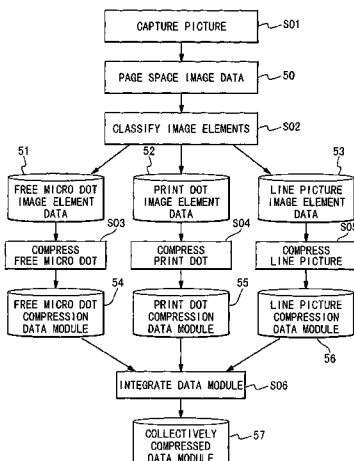 CAPTURE PICTURE
S01
PAGE SPACE IMAGE DATA
50
CLASSIFY IMAGE ELEMENTS
S02
51
52
53
FREE MICRO DOT
IMAGE ELEMENT
DATA
PRINT DOT
IMAGE ELEMENT
DATA
LINE PICTURE
IMAGE ELEMENT
DATA
S03
S04
S05
COMPRESS
FREE MICRO DOT
COMPRESS
PRINT DOT
COMPRESS
LINE PICTURE
54
55
FREE MICRO DOT
COMPRESSION
DATA MODULE
PRINT DOT
COMPRESSION
DATA MODULE
LINE PICTURE
COMPRESSION
DATA MODULE
56
INTEGRATE DATA MODULE
S06
COLLECTIVELY
COMPRESSED
DATA MODULE
57